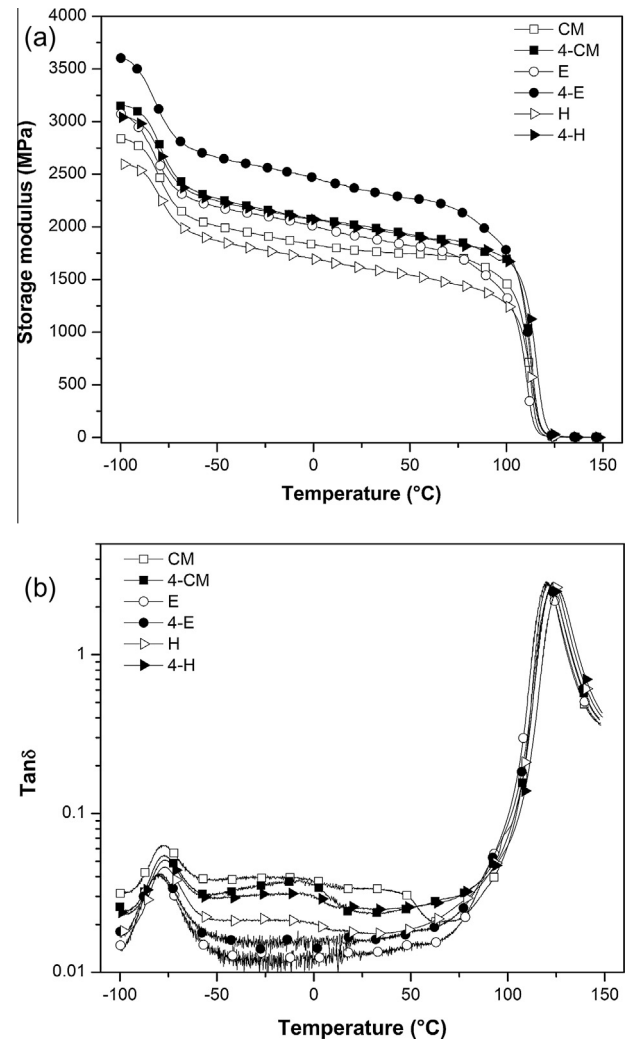 (a)
CM
4-CM
E
4-E
H
4-H
4000
3500
3000
2500
2000
1500
1000
500
0
Storage modulus (MPa)
-100 -50 0 50 100 150
Temperature (°C)
(b)
CM
4-CM
E
4-E
H
4-H
1
0.1
0.01
Tanδ
-100 -50 0 50 100 150
Temperature (°C)